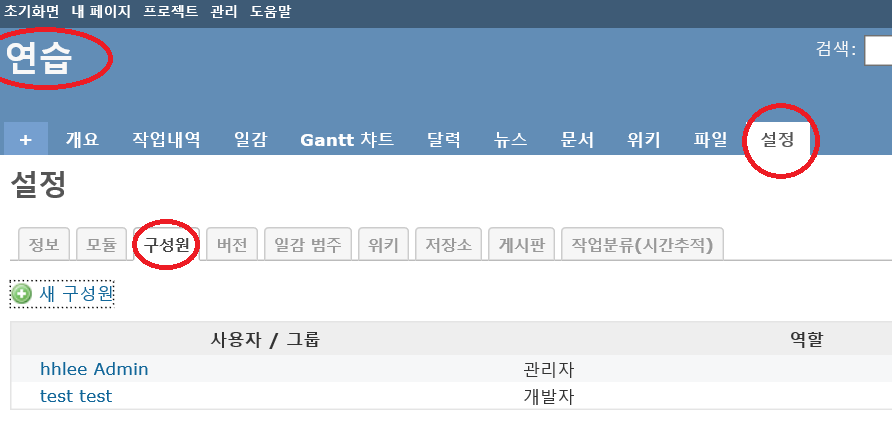 초기화면 내 페이지 프로젝트 관리 도움말
연습
검색:
+ 개요 작업내역 일감 Gantt 챠트 달력 뉴스 문서 위키 파일 설정
설정
정보 모듈 구성원 버전 일감 범주 위키 저장소 게시판 작업분류(시간추적)
새 구성원
사용자 / 그룹 역할
hhlee Admin 관리자
test test 개발자